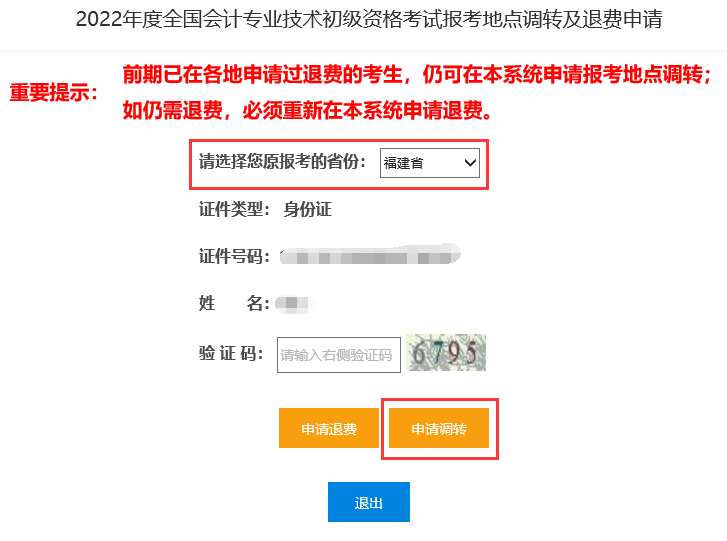 2022年度全国会计专业技术初级资格考试报考地点调转及退费申请
重要提示：
前期已在各地申请过退费的考生，仍可在本系统申请报考地点调转；
如仍需退费，必须重新在本系统申请退费。
请选择您原报考的省份： 福建省
证件类型： 身份证
证件号码：
姓 名：
验 证 码： 请输入右侧验证码 6795
申请退费 申请调转
退出